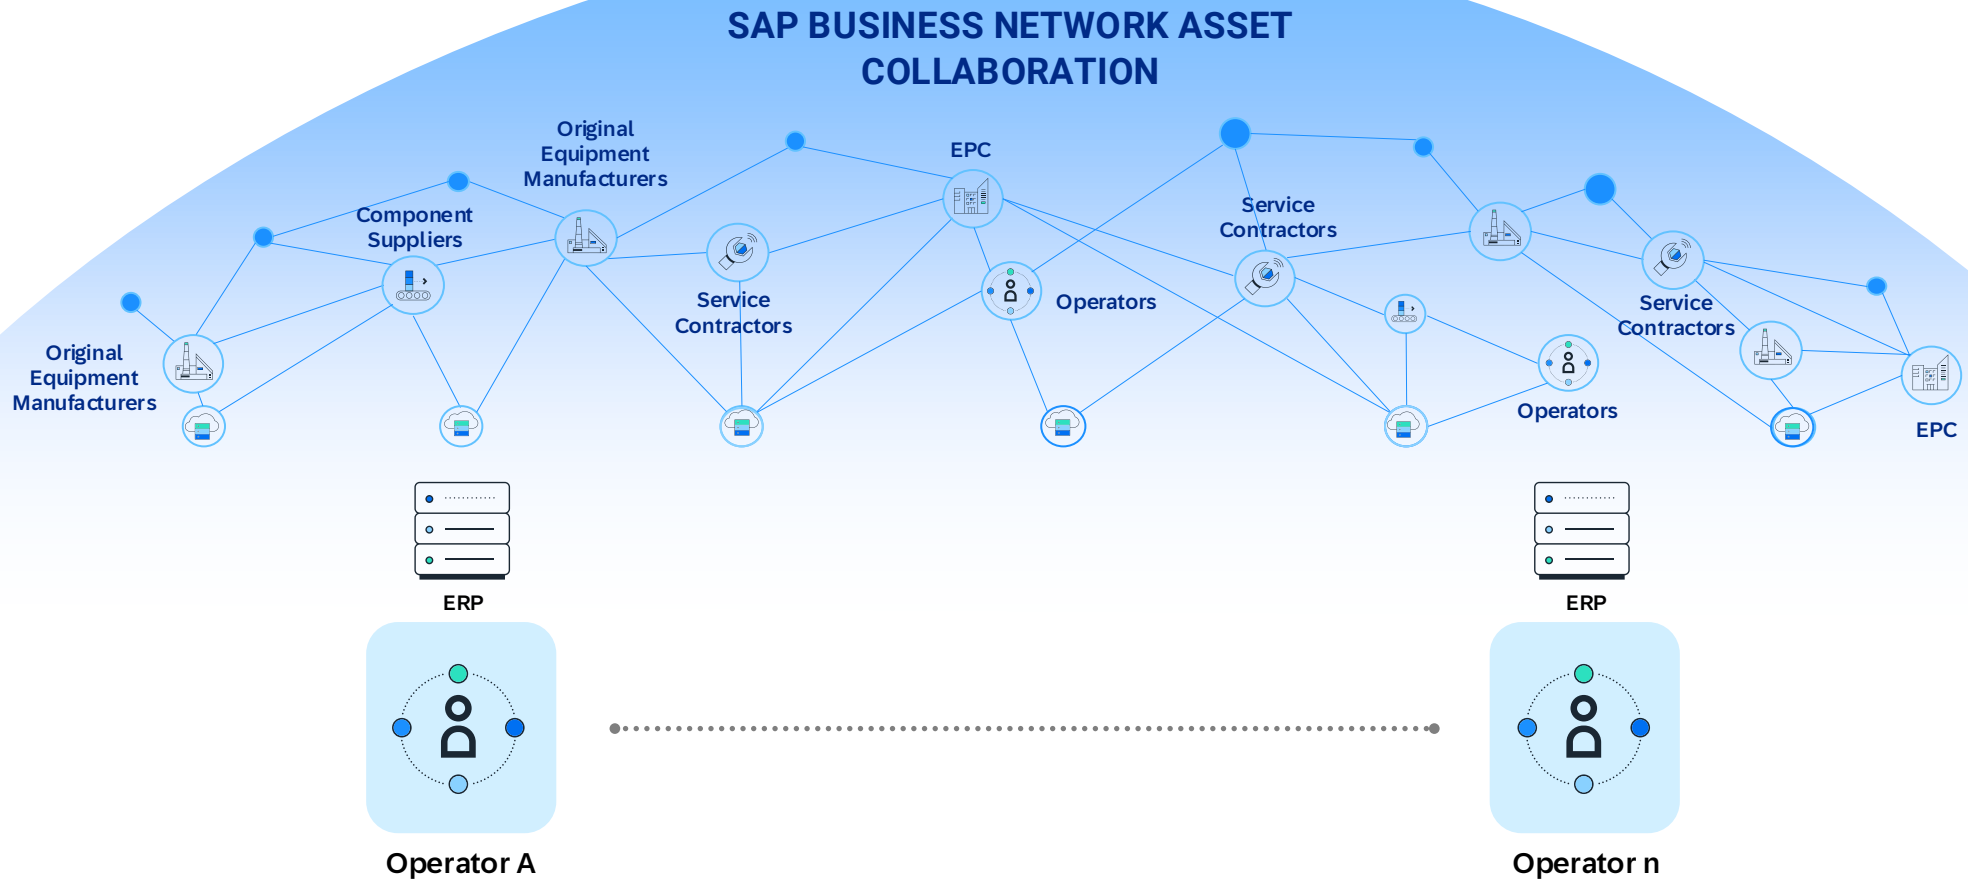 SAP BUSINESS NETWORK ASSET
COLLABORATION
Original
Equipment
Manufacturers
EPC
Component
Suppliers
Service
Contractors
Service
Contractors
Operators
Service
Contractors
Original
Equipment
Manufacturers
Operators
EPC
ERP
ERP
Operator A
Operator n